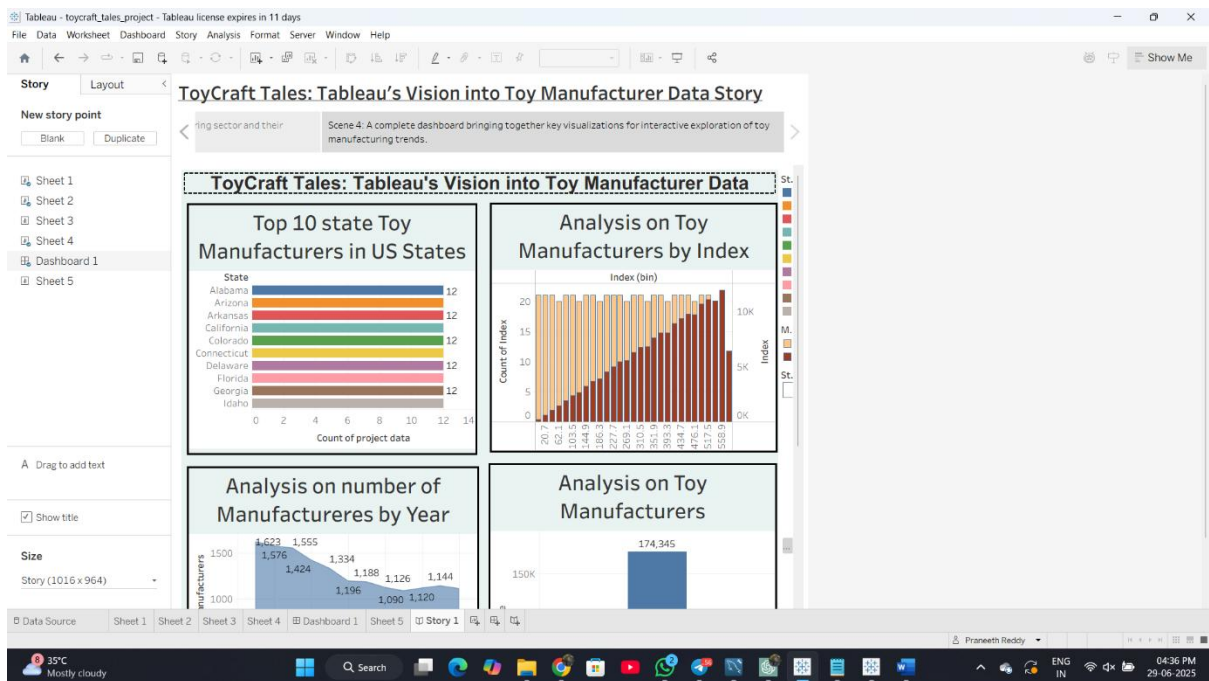 Tableau - toycraft_tales_project - Tableau license expires in 11 days
File Data Worksheet Dashboard Story Analysis Format Server Window Help
Show Me
Story Layout
New story point
Blank Duplicate
Sheet 1
Sheet 2
Sheet 3
Sheet 4
Dashboard 1
Sheet 5
A Drag to add text
Show title
Size
Story (1016 x 964)
ToyCraft Tales: Tableau's Vision into Toy Manufacturer Data Story
ring sector and their
Scene 4: A complete dashboard bringing together key visualizations for interactive exploration of toy
manufacturing trends.
ToyCraft Tales: Tableau's Vision into Toy Manufacturer Data
St.
M.
St.
Top 10 state Toy
Manufacturers in US States
State
Alabama 12
Arizona
Arkansas 12
California
Colorado 12
Connecticut
Delaware 12
Florida
Georgia 12
Idaho
0 2 4 6 8 10 12 14
Count of project data
Analysis on Toy
Manufacturers by Index
Index (bin)
Count of Index
20
15
10
5
0
10K
5K
0K
Index
20.7 62.1 103.5 144.9 186.3 227.7 269.1 310.5 351.9 393.3 434.7 476.1 517.5 558.9
Analysis on number of
Manufactureres by Year
nufacturers
1500
1000
1,623 1,555
1,576
1,424
1,334
1,196
1,188
1,126
1,090
1,120
1,144
Analysis on Toy
Manufacturers
174,345
150K
Data Source Sheet 1 Sheet 2 Sheet 3 Sheet 4 Dashboard 1 Sheet 5 Story 1
Praneeth Reddy
8
35°C
Mostly cloudy
Search
2
ENG
IN
04:36 PM
29-06-2025